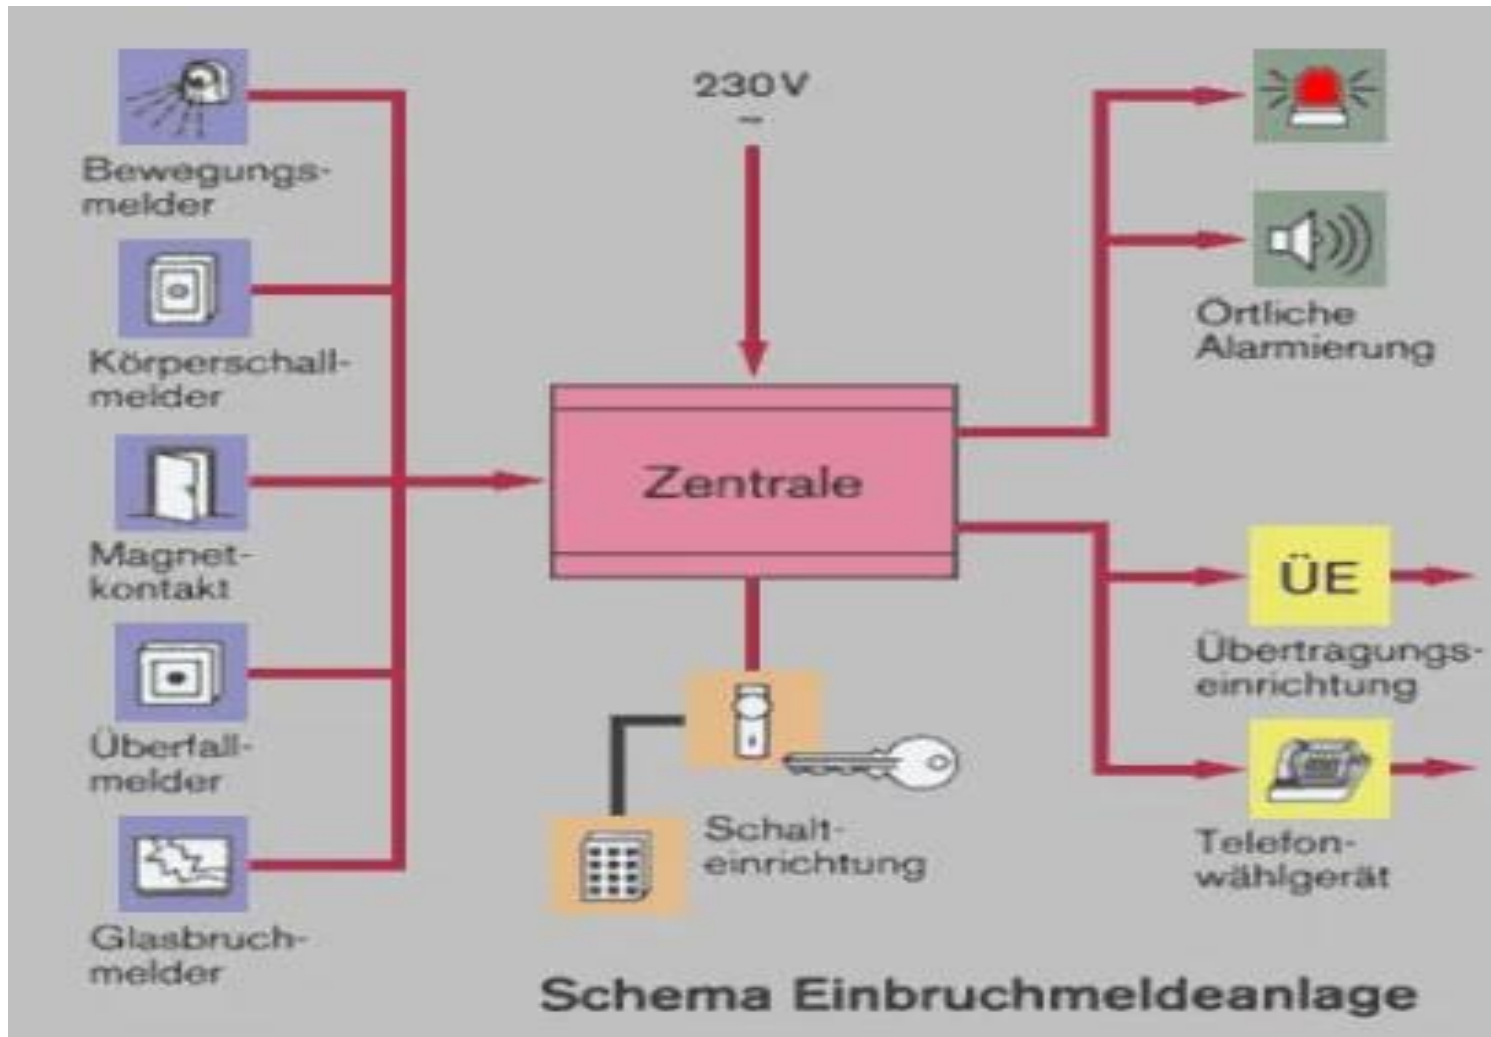 Bewegungs-
melder
Körperschall-
melder
Magnet-
kontakt
Überfall-
melder
Glasbruch-
melder
230V
~
Zentrale
Schalt-
einrichtung
Örtliche
Alarmierung
ÜE
Übertragungs-
einrichtung
Telefon-
wählgerät
Schema Einbruchmeldeanlage